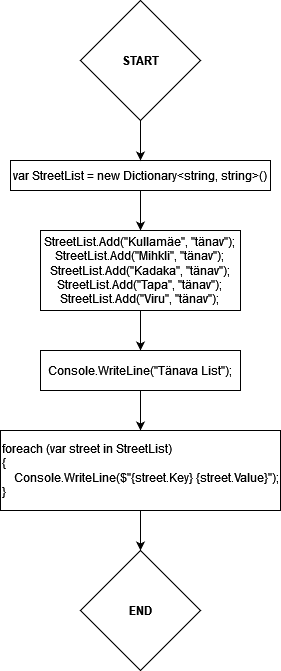 START
var StreetList = new Dictionary<string, string>()
StreetList.Add("Kullamäe", "tänav");
StreetList.Add("Mihkli", "tänav");
StreetList.Add("Kadaka", "tänav");
StreetList.Add("Tapa", "tänav");
StreetList.Add("Viru", "tänav");
Console.WriteLine("Tänava List");
foreach (var street in StreetList)
{
Console.WriteLine($"{street.Key} {street.Value}");
}
END